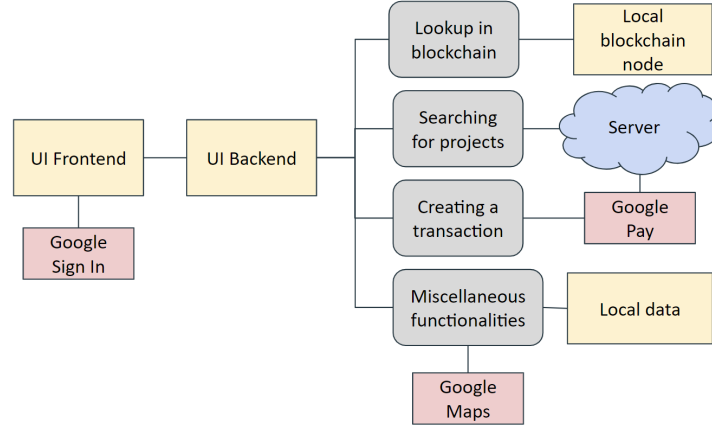 Lookup in
blockchain
Local
blockchain
node
Searching
for projects
Server
UI Frontend
UI Backend
Creating a
transaction
Google
Pay
Google
Sign In
Miscellaneous
functionalities
Local data
Google
Maps